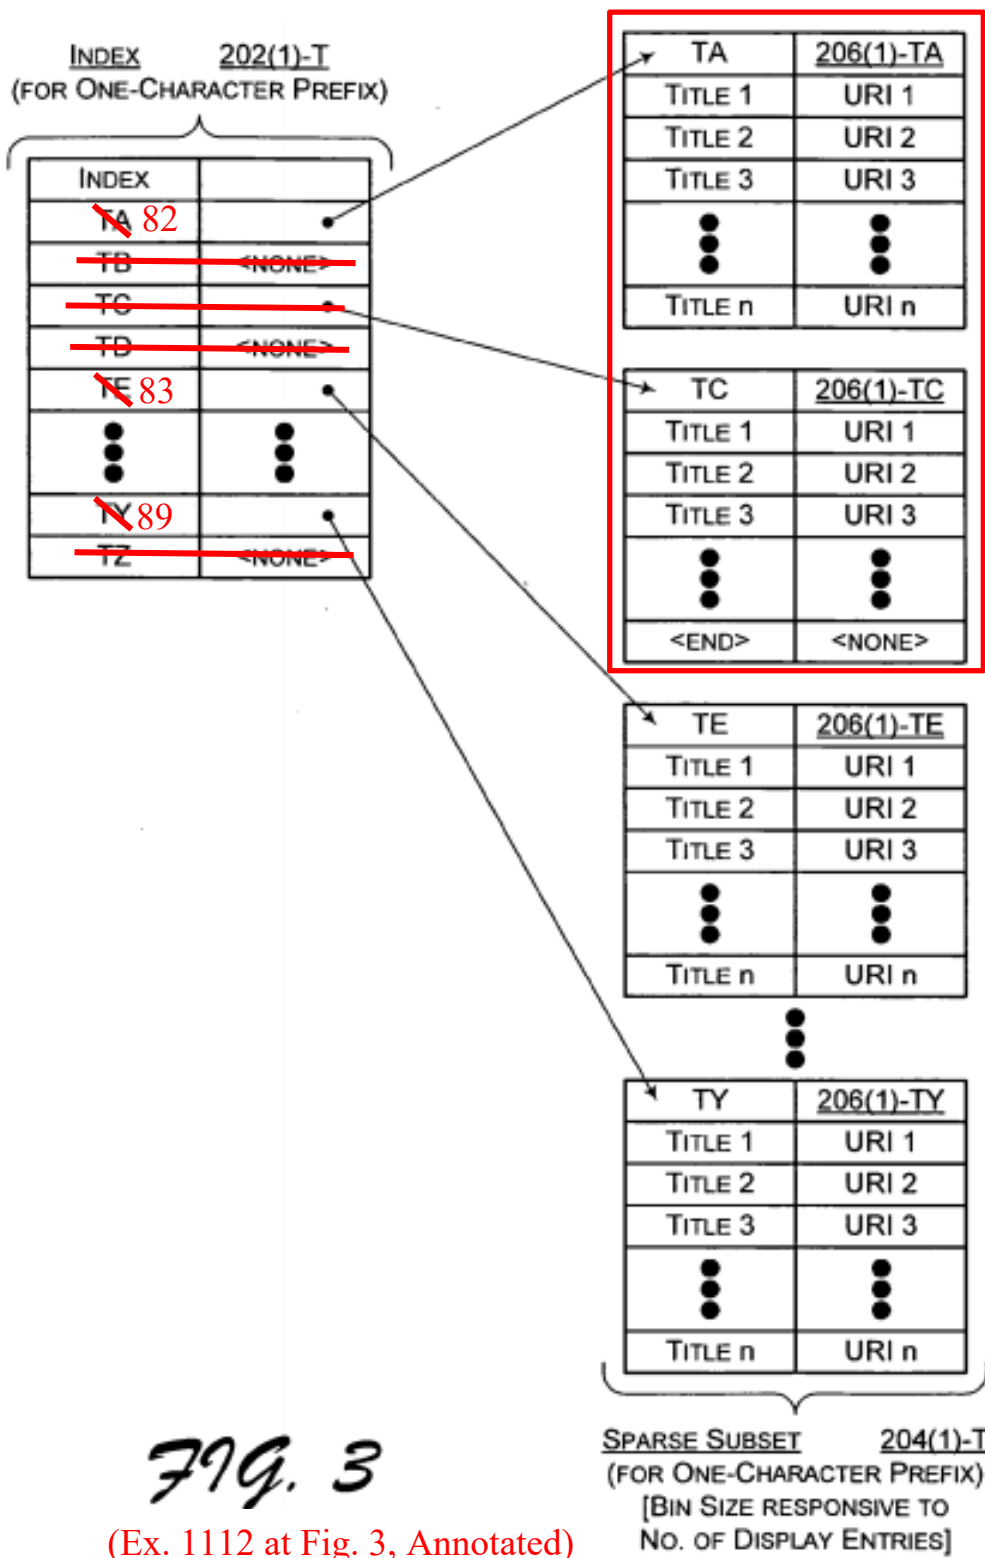 INDEX 202(1)-T
(FOR ONE-CHARACTER PREFIX)
INDEX
TA 82
TB <NONE>
TC
TD <NONE>
TE 83
TY 89
TZ <NONE>
TA 206(1)-TA
TITLE 1 URI 1
TITLE 2 URI 2
TITLE 3 URI 3
TITLE n URI n
TC 206(1)-TC
TITLE 1 URI 1
TITLE 2 URI 2
TITLE 3 URI 3
<END> <NONE>
TE 206(1)-TE
TITLE 1 URI 1
TITLE 2 URI 2
TITLE 3 URI 3
TITLE n URI n
TY 206(1)-TY
TITLE 1 URI 1
TITLE 2 URI 2
TITLE 3 URI 3
TITLE n URI n
SPARSE SUBSET 204(1)-T
(FOR ONE-CHARACTER PREFIX)
[BIN SIZE RESPONSIVE TO
NO. OF DISPLAY ENTRIES]
FIG. 3
(Ex. 1112 at Fig. 3, Annotated)